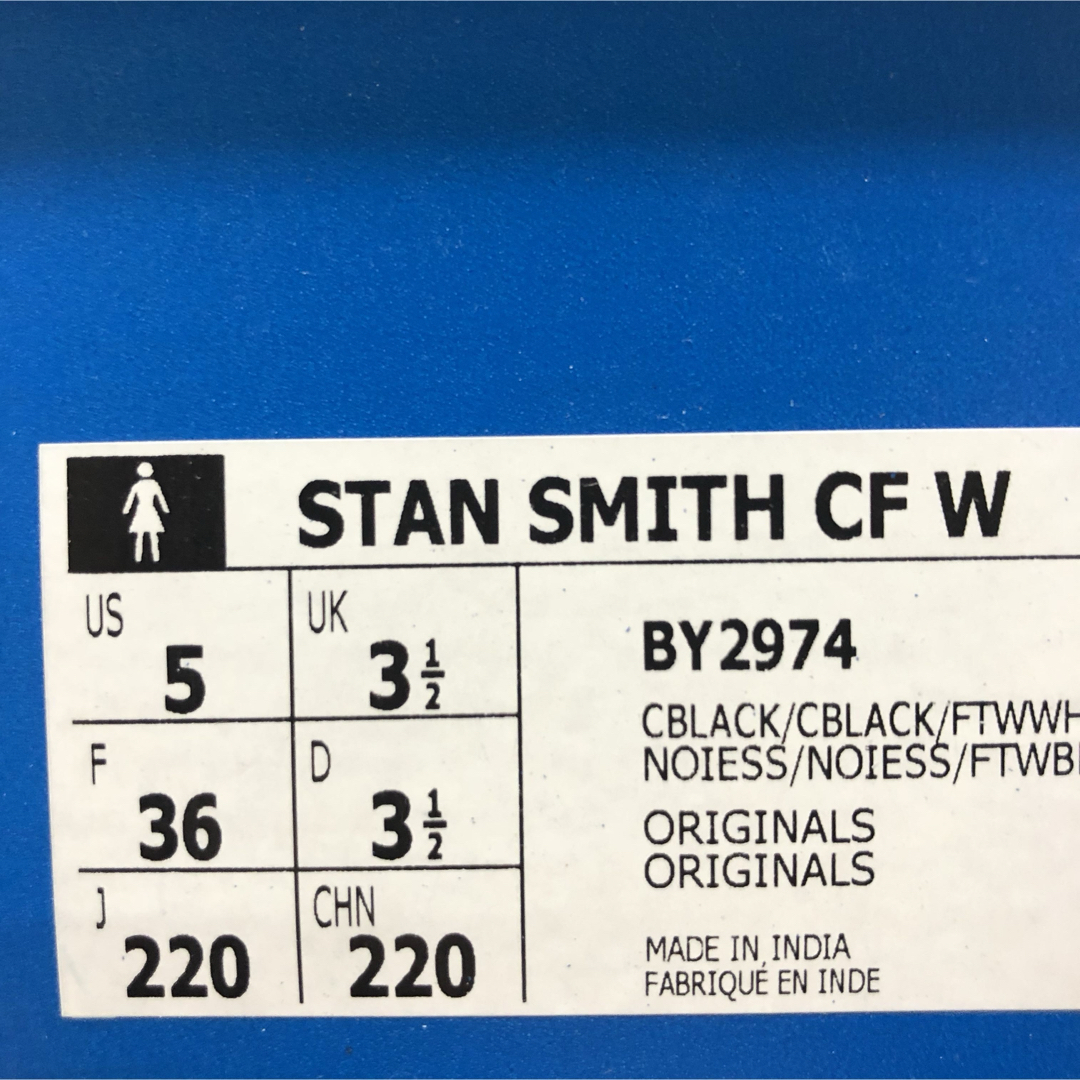 STAN SMITH CF W
US 5 UK 3 1/2
F 36 D 3 1/2
J 220 CHN 220
BY2974
CBLACK/CBLACK/FTWWH
NOIESS/NOIESS/FTWB
ORIGINALS
ORIGINALS
MADE IN INDIA
FABRIQUÉ EN INDE